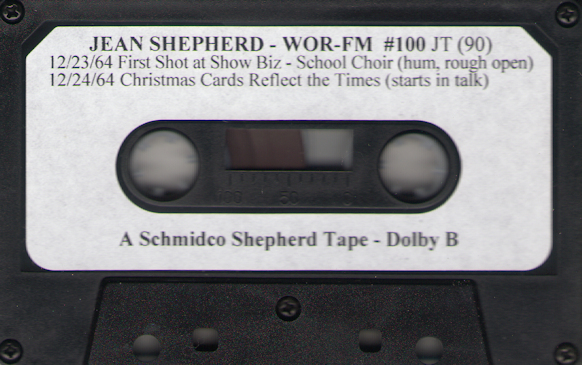 JEAN SHEPHERD - WOR-FM #100 JT (90)
12/23/64 First Shot at Show Biz - School Choir (hum, rough open)
12/24/64 Christmas Cards Reflect the Times (starts in talk)
50
A Schmidco Shepherd Tape - Dolby B